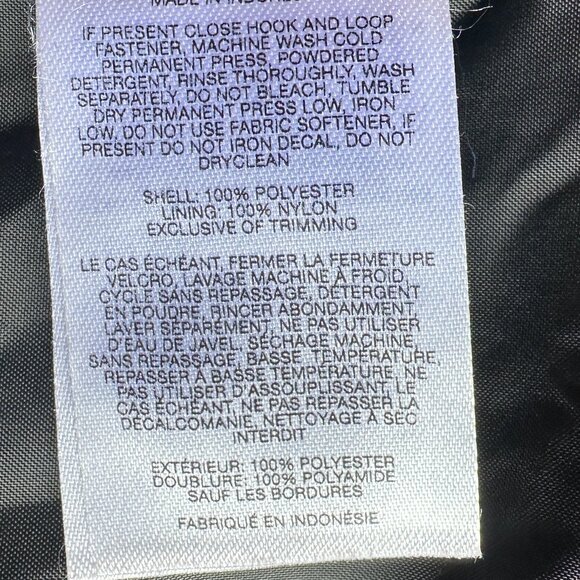 MADE IN INDONES
IF PRESENT CLOSE HOOK AND LOOP
FASTENER, MACHINE WASH COLD
PERMANENT PRESS, POWDERED
DETERGENT, RINSE THOROUGHLY, WASH
SEPARATELY, DO NOT BLEACH, TUMBLE
DRY PERMANENT PRESS LOW, IRON
LOW, DO NOT USE FABRIC SOFTENER, IF
PRESENT DO NOT IRON DECAL, DO NOT
DRYCLEAN
SHELL: 100% POLYESTER
LINING: 100% NYLON
EXCLUSIVE OF TRIMMING
LE CAS ÉCHÉANT, FERMER LA FERMETURE
VELCRO, LAVAGE MACHINE À FROID,
CYCLE SANS REPASSAGE, DÉTERGENT
EN POUDRE, RINCER ABONDAMMENT,
LAVER SÉPARÉMENT, NE PAS UTILISER
D'EAU DE JAVEL, SÉCHAGE MACHINE,
SANS REPASSAGE, BASSE TEMPÉRATURE,
REPASSER À BASSE TEMPÉRATURE, NE
PAS UTILISER D'ASSOUPLISSANT, LE
CAS ÉCHÉANT, NE PAS REPASSER LA
DÉCALCOMANIE, NETTOYAGE À SEC
INTERDIT
EXTÉRIEUR: 100% POLYESTER
DOUBLURE: 100% POLYAMIDE
SAUF LES BORDURES
FABRIQUÉ EN INDONÉSIE